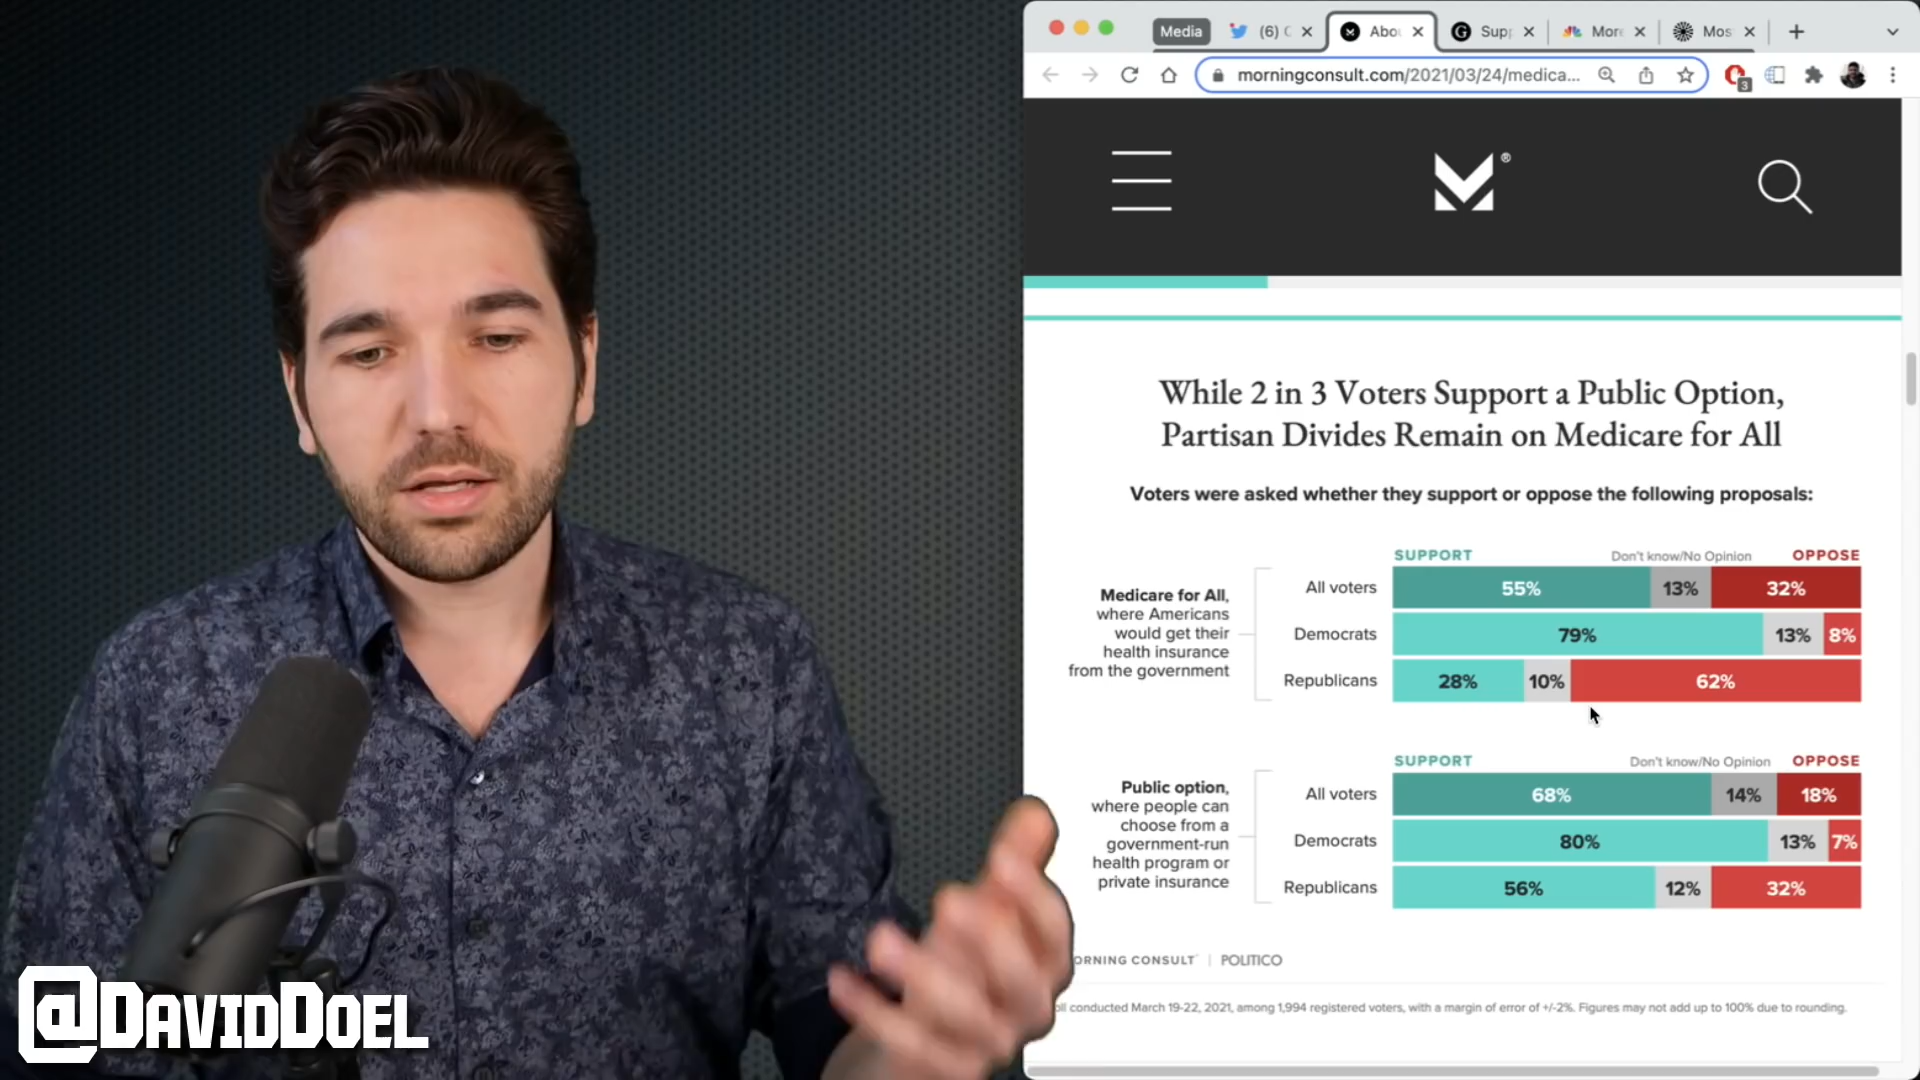 Media
(6)
Abo
Sup
Mor
Mos
morningconsult.com/2021/03/24/medica...
3
®
While 2 in 3 Voters Support a Public Option,
Partisan Divides Remain on Medicare for All
Voters were asked whether they support or oppose the following proposals:
SUPPORT Don't know/No Opinion OPPOSE
Medicare for All,
where Americans
would get their
health insurance
from the government
All voters 55% 13% 32%
Democrats 79% 13% 8%
Republicans 28% 10% 62%
SUPPORT Don't know/No Opinion OPPOSE
Public option,
where people can
choose from a
government-run
health program or
private insurance
All voters 68% 14% 18%
Democrats 80% 13% 7%
Republicans 56% 12% 32%
ORNING CONSULT | POLITICO
conducted March 19-22, 2021, among 1,994 registered voters, with a margin of error of +/-2%. Figures may not add up to 100% due to rounding.
@DAVIDDOEL